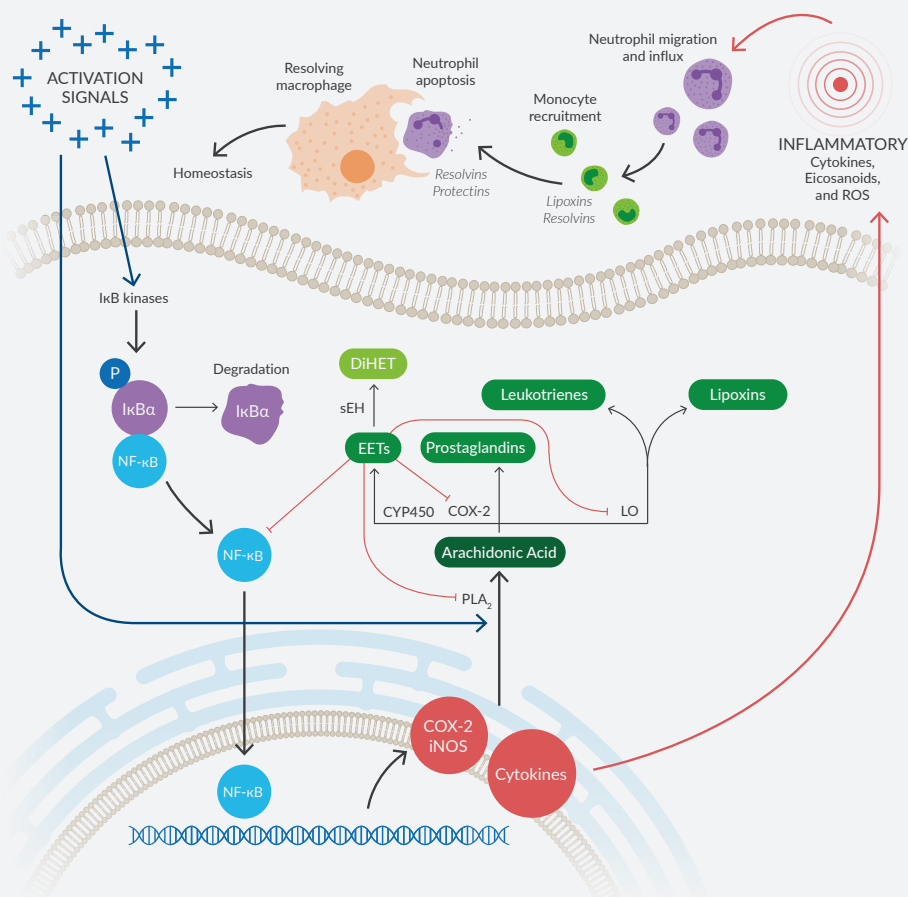 ACTIVATION
SIGNALS
Resolving
macrophage
Neutrophil
apoptosis
Neutrophil migration
and influx
Monocyte
recruitment
INFLAMMATORY
Cytokines,
Eicosanoids,
and ROS
Homeostasis
Resolvins
Protectins
Lipoxins
Resolvins
IκB kinases
P
IκBα
NF-κB
Degradation
IκBα
DiHET
sEH
EETs
Prostaglandins
Leukotrienes
Lipoxins
CYP450
COX-2
LO
NF-κB
Arachidonic Acid
PLA₂
COX-2
iNOS
Cytokines
NF-κB